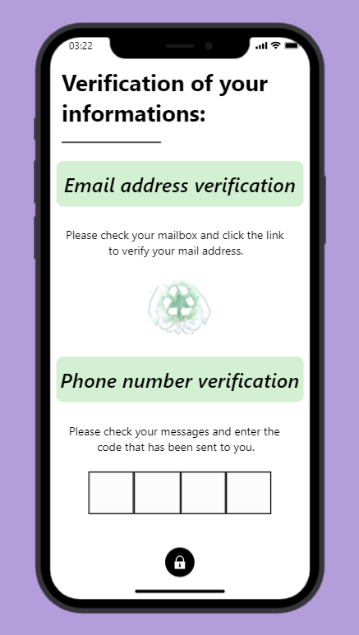 03:22
Verification of your
informations:
Email address verification
Please check your mailbox and click the link
to verify your mail address.
Phone number verification
Please check your messages and enter the
code that has been sent to you.